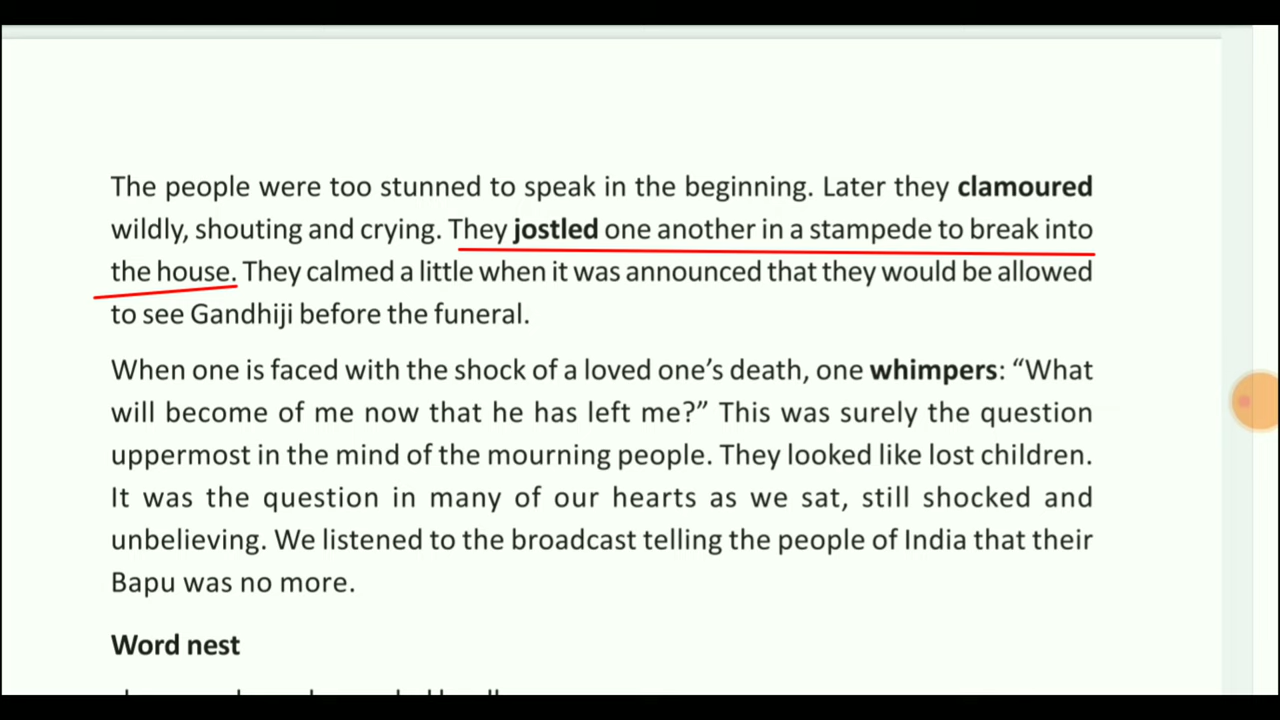 The people were too stunned to speak in the beginning. Later they clamoured
wildly, shouting and crying. They jostled one another in a stampede to break into
the house. They calmed a little when it was announced that they would be allowed
to see Gandhiji before the funeral.
When one is faced with the shock of a loved one’s death, one whimpers: “What
will become of me now that he has left me?” This was surely the question
uppermost in the mind of the mourning people. They looked like lost children.
It was the question in many of our hearts as we sat, still shocked and
unbelieving. We listened to the broadcast telling the people of India that their
Bapu was no more.
Word nest